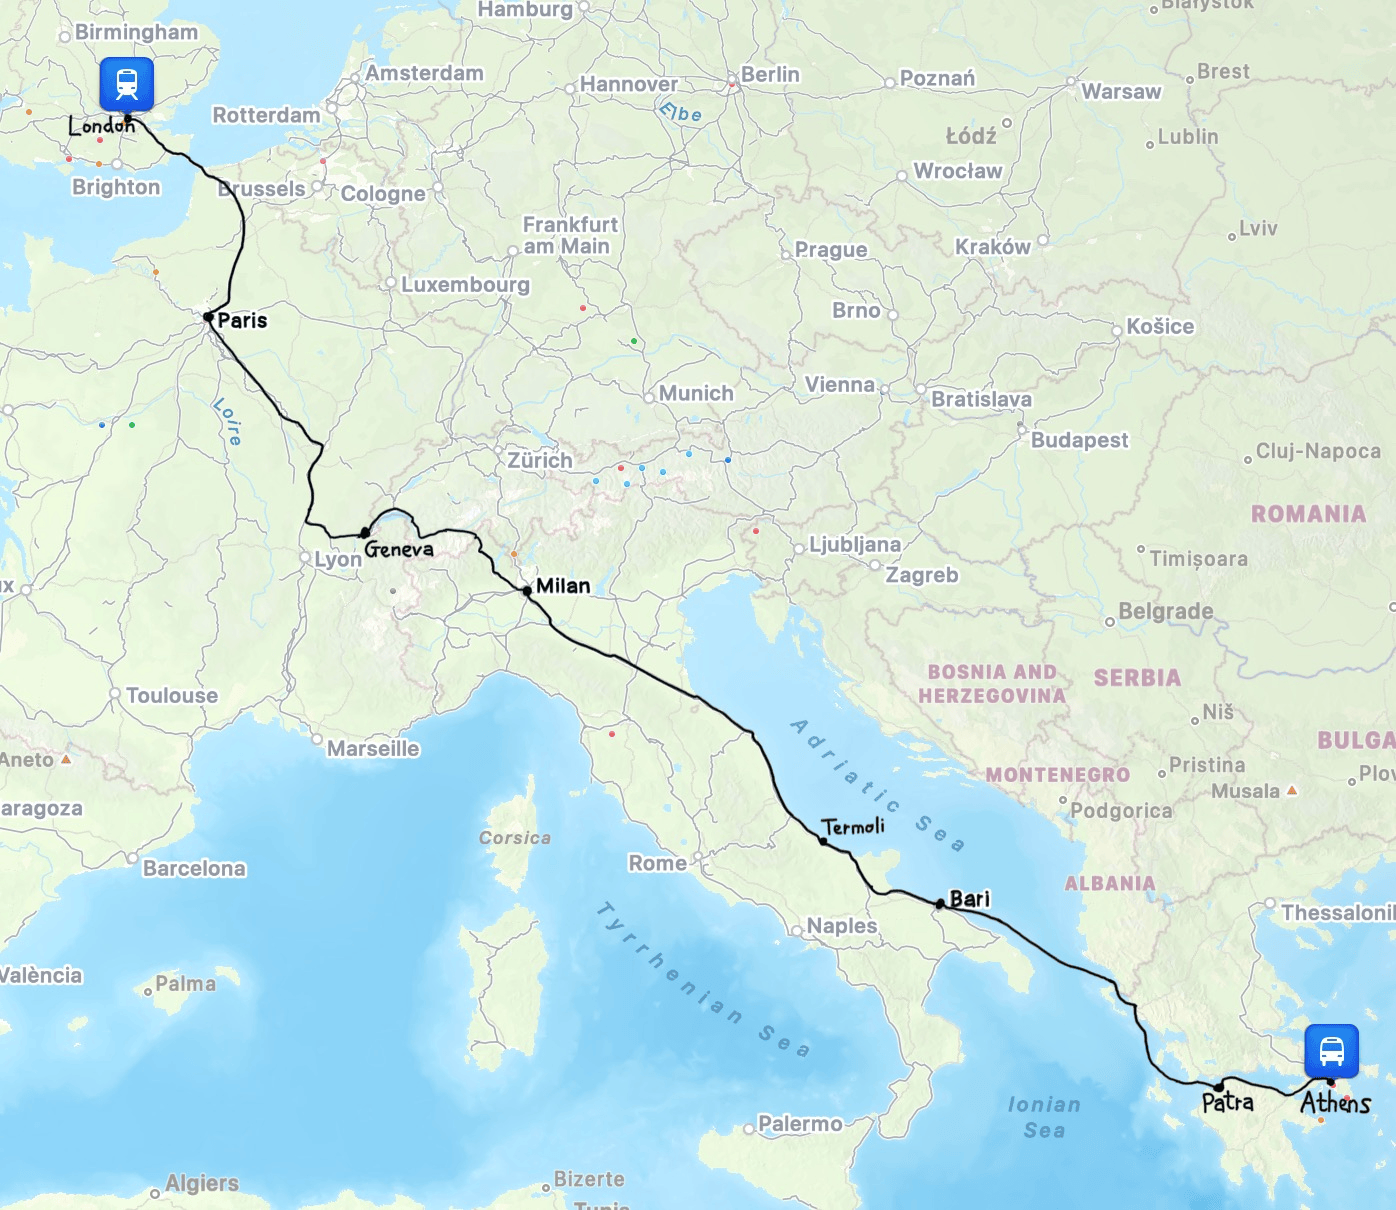 Hamburg
Białystok
Birmingham
Amsterdam
Hannover
Berlin
Poznań
Brest
Warsaw
Elbe
Rotterdam
London
Łódź
Lublin
Brighton
Brussels
Cologne
Wrocław
Frankfurt
am Main
Lviv
Prague
Kraków
Luxembourg
Paris
Brno
Košice
Vienna
Munich
Bratislava
Loire
Budapest
Zürich
Cluj-Napoca
ROMANIA
Geneva
Lyon
Ljubljana
Timișoara
Zagreb
ux
Milan
Belgrade
BOSNIA AND
HERZEGOVINA
SERBIA
Toulouse
Niš
Adriatic Sea
Marseille
BULGA
Aneto
Pristina
MONTENEGRO
Plov
Musala
aragoza
Podgorica
Termoli
Corsica
Rome
Barcelona
ALBANIA
Bari
Thessaloni
Naples
Tyrrhenian Sea
València
Palma
Ionian
Sea
Patra
Athens
Palermo
Algiers
Bizerte
Tunis